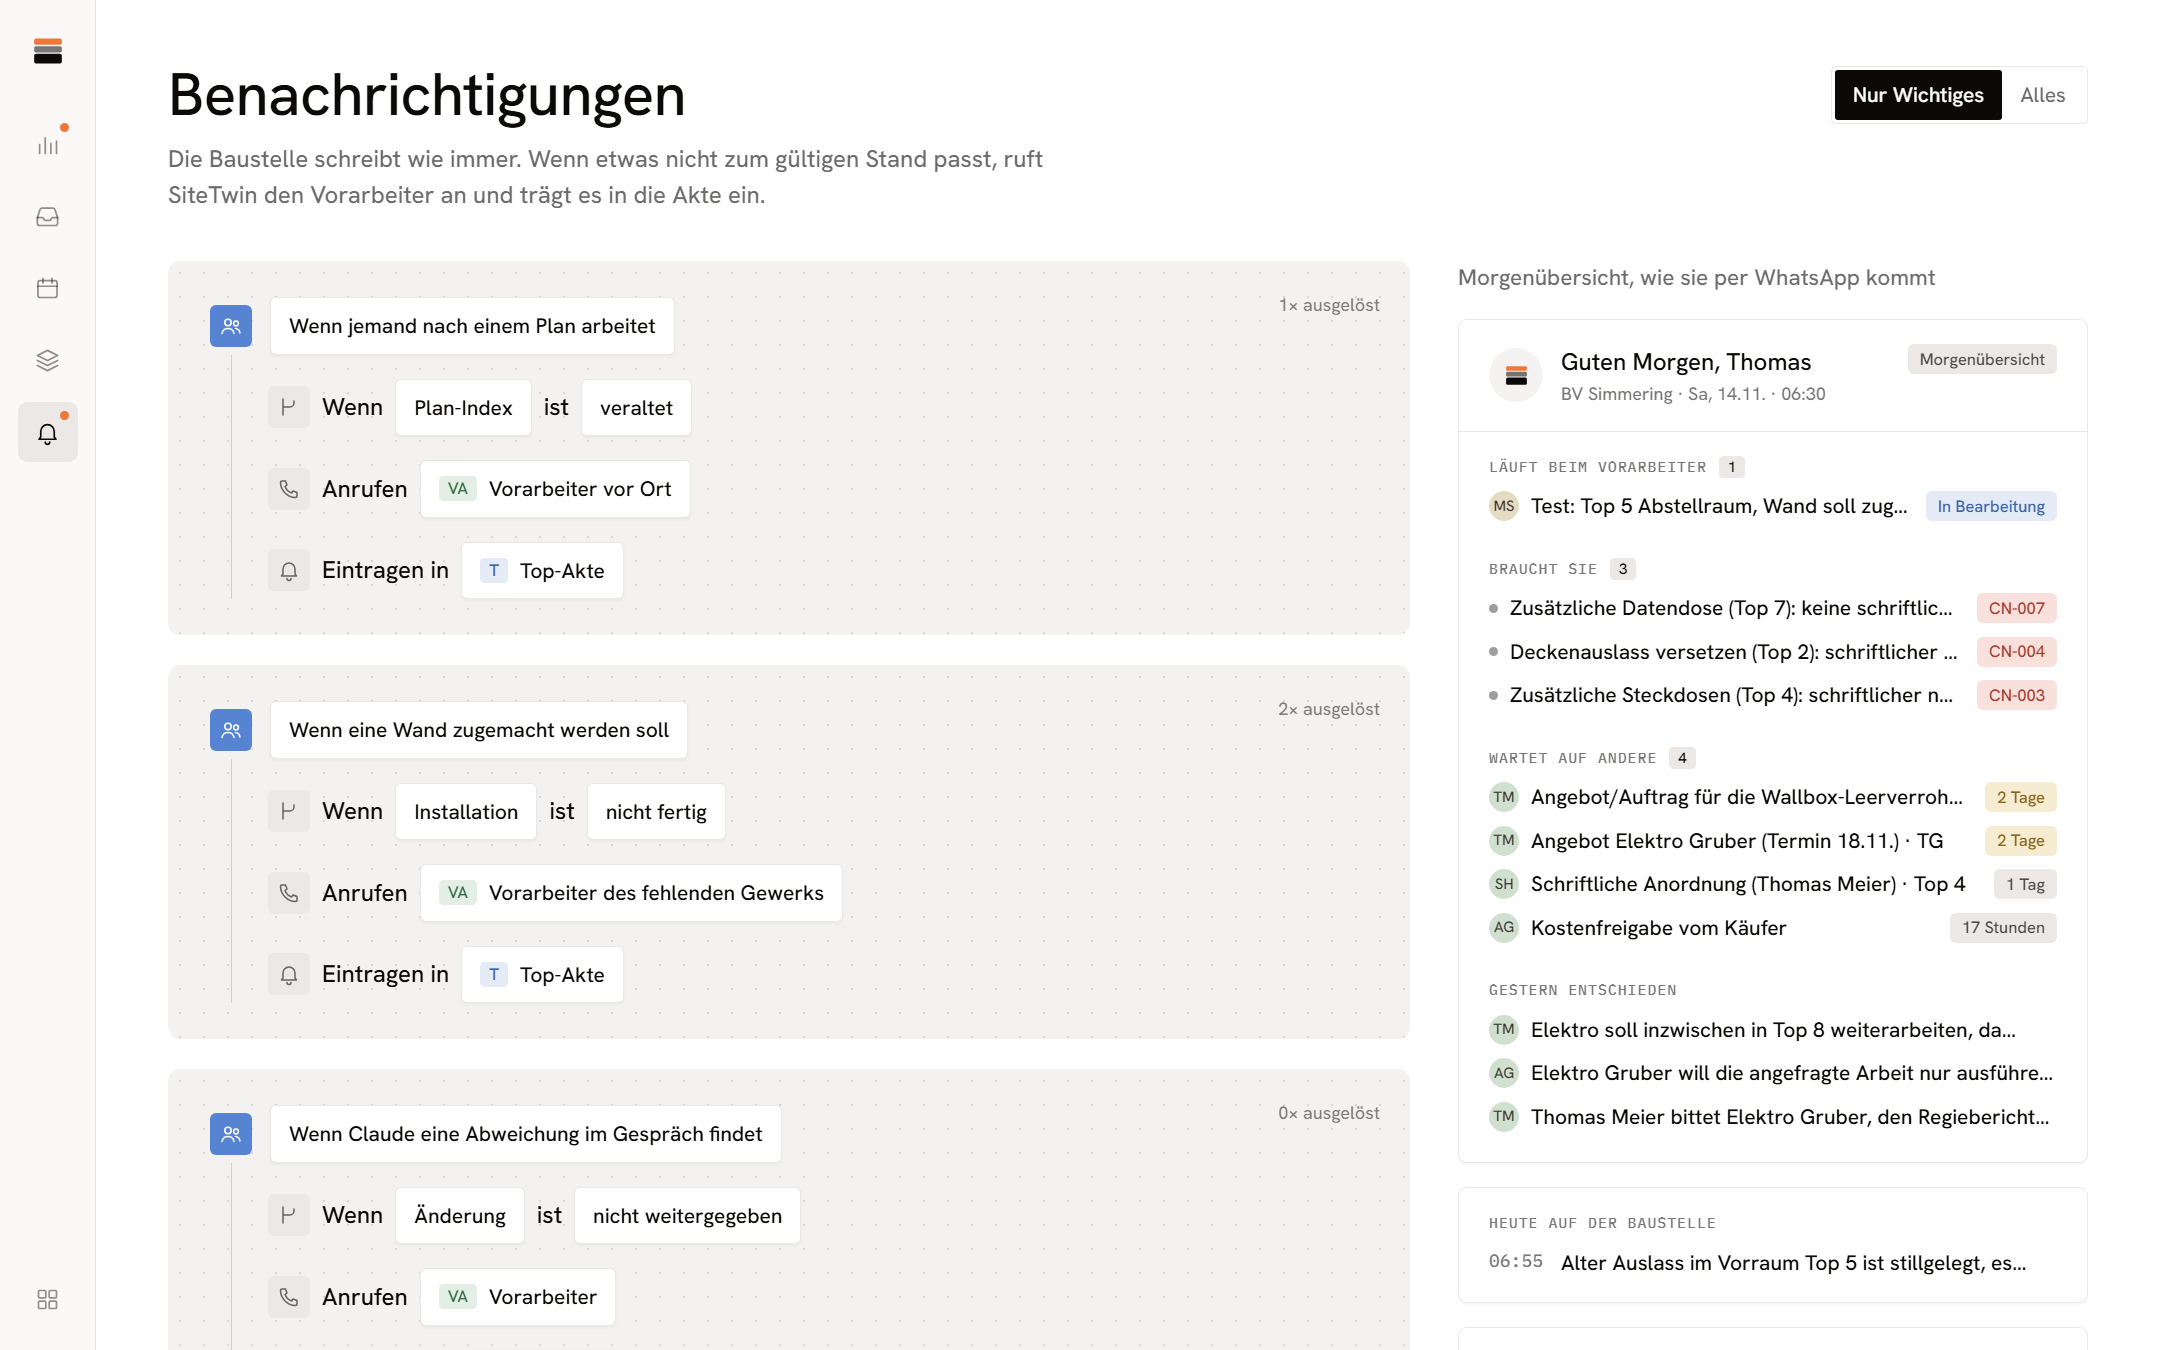 Benachrichtigungen
Nur Wichtiges
Alles
Die Baustelle schreibt wie immer. Wenn etwas nicht zum gültigen Stand passt, ruft
SiteTwin den Vorarbeiter an und trägt es in die Akte ein.
Wenn jemand nach einem Plan arbeitet
1× ausgelöst
Wenn Plan-Index ist veraltet
Anrufen VA Vorarbeiter vor Ort
Eintragen in T Top-Akte
Wenn eine Wand zugemacht werden soll
2× ausgelöst
Wenn Installation ist nicht fertig
Anrufen VA Vorarbeiter des fehlenden Gewerks
Eintragen in T Top-Akte
Wenn Claude eine Abweichung im Gespräch findet
0× ausgelöst
Wenn Änderung ist nicht weitergegeben
Anrufen VA Vorarbeiter
Morgenübersicht, wie sie per WhatsApp kommt
Guten Morgen, Thomas
Morgenübersicht
BV Simmering · Sa, 14.11. · 06:30
LÄUFT BEIM VORARBEITER 1
MS Test: Top 5 Abstellraum, Wand soll zug... In Bearbeitung
BRAUCHT SIE 3
Zusätzliche Datendose (Top 7): keine schriftlic... CN-007
Deckenauslass versetzen (Top 2): schriftlicher ... CN-004
Zusätzliche Steckdosen (Top 4): schriftlicher n... CN-003
WARTET AUF ANDERE 4
TM Angebot/Auftrag für die Wallbox-Leerverroh... 2 Tage
TM Angebot Elektro Gruber (Termin 18.11.) · TG 2 Tage
SH Schriftliche Anordnung (Thomas Meier) · Top 4 1 Tag
AG Kostenfreigabe vom Käufer 17 Stunden
GESTERN ENTSCHIEDEN
TM Elektro soll inzwischen in Top 8 weiterarbeiten, da...
AG Elektro Gruber will die angefragte Arbeit nur ausführe...
TM Thomas Meier bittet Elektro Gruber, den Regiebericht...
HEUTE AUF DER BAUSTELLE
06:55 Alter Auslass im Vorraum Top 5 ist stillgelegt, es...